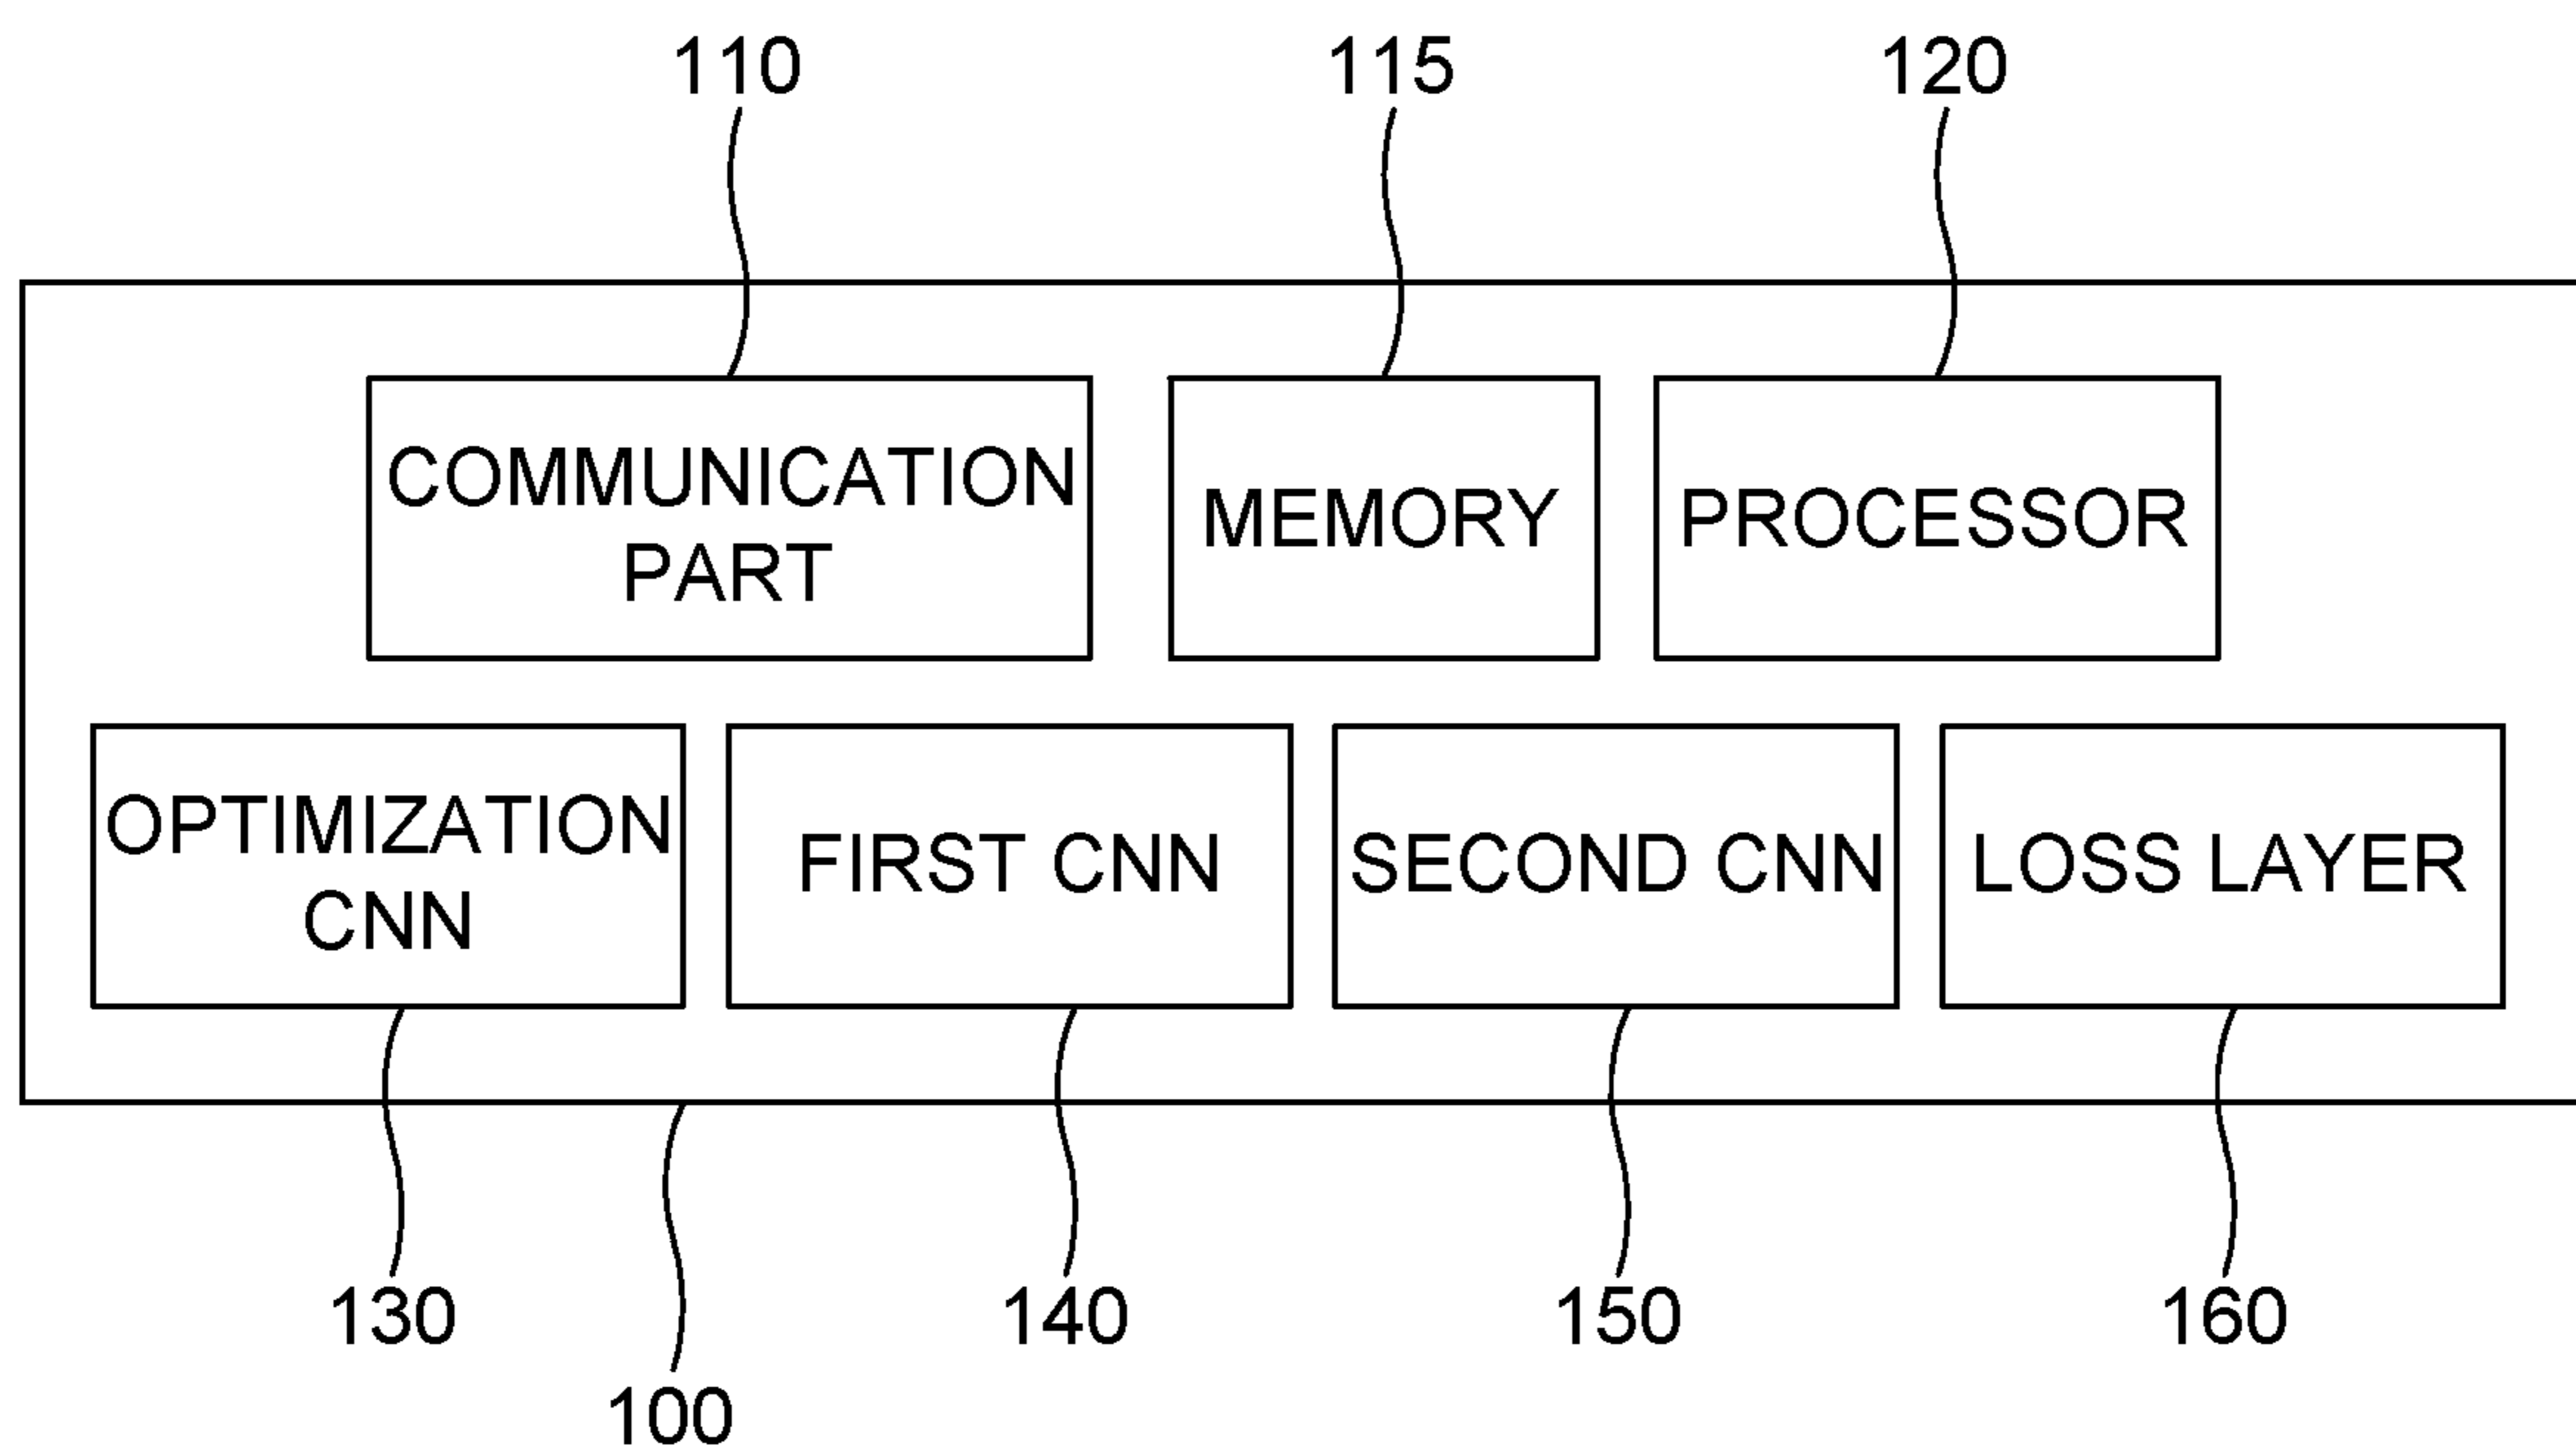 110
115
120
COMMUNICATION
PART
MEMORY
PROCESSOR
OPTIMIZATION
CNN
FIRST CNN
SECOND CNN
LOSS LAYER
130
140
150
160
100